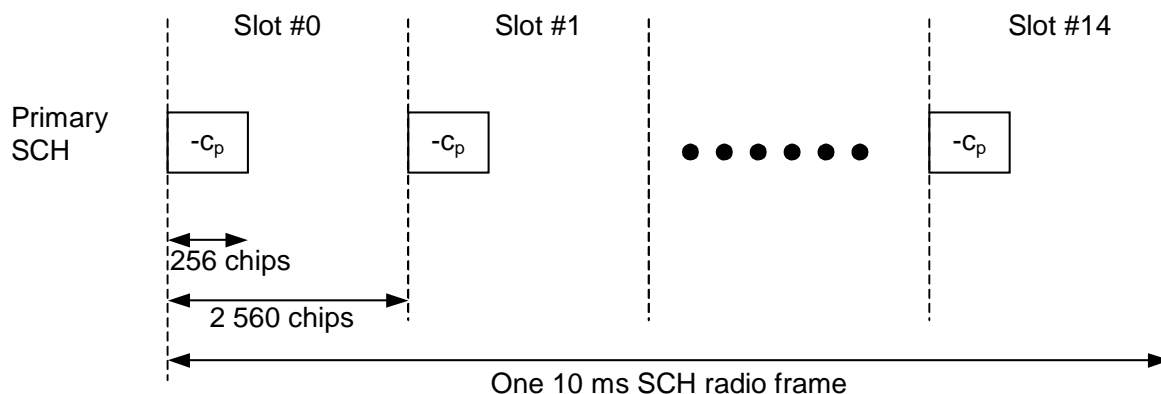 Slot #0 Slot #1 Slot #14
Primary
SCH
-cp -cp -cp
256 chips
2 560 chips
One 10 ms SCH radio frame